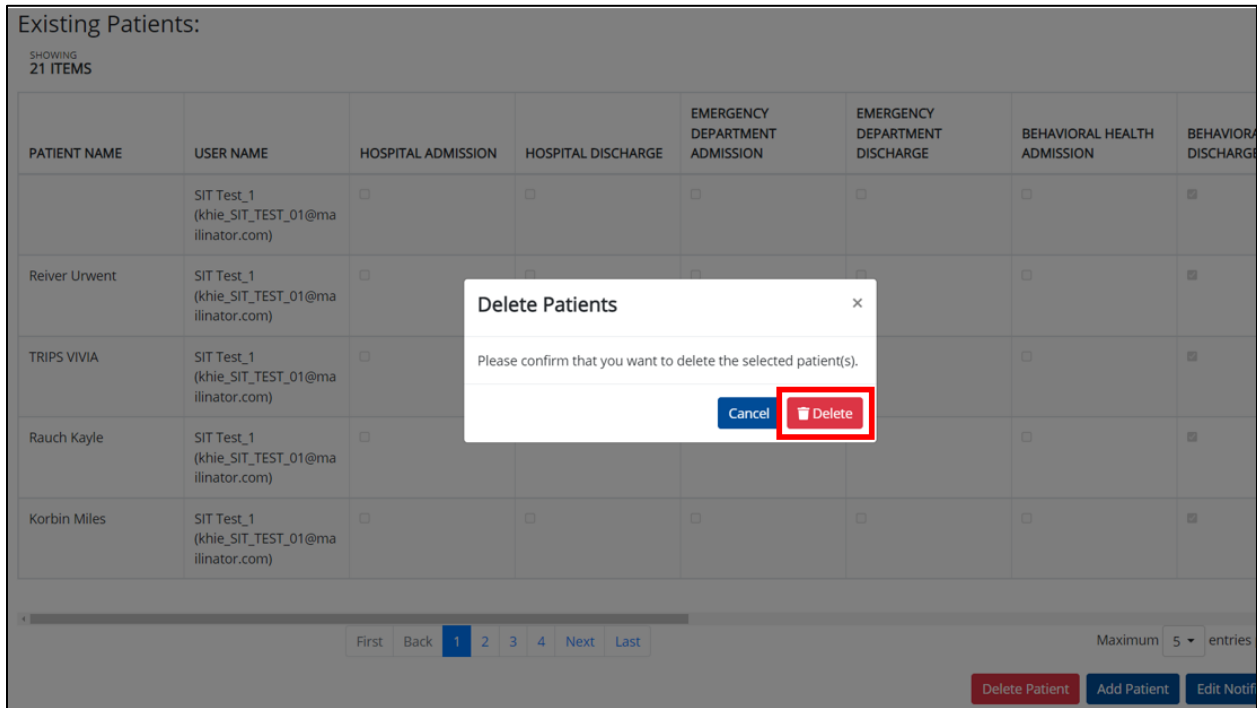 Existing Patients:
SHOWING
21 ITEMS
PATIENT NAME
USER NAME
HOSPITAL ADMISSION
HOSPITAL DISCHARGE
EMERGENCY
DEPARTMENT
ADMISSION
EMERGENCY
DEPARTMENT
DISCHARGE
BEHAVIORAL HEALTH
ADMISSION
BEHAVIORA
DISCHARGE
SIT Test_1
(khie_SIT_TEST_01@ma
ilinator.com)
Reiver Urwent
SIT Test_1
(khie_SIT_TEST_01@ma
ilinator.com)
TRIPS VIVIA
SIT Test_1
(khie_SIT_TEST_01@ma
ilinator.com)
Rauch Kayle
SIT Test_1
(khie_SIT_TEST_01@ma
ilinator.com)
Korbin Miles
SIT Test_1
(khie_SIT_TEST_01@ma
ilinator.com)
Delete Patients ×
Please confirm that you want to delete the selected patient(s).
Cancel Delete
First Back 1 2 3 4 Next Last
Maximum 5 entries
Delete Patient Add Patient Edit Notifi